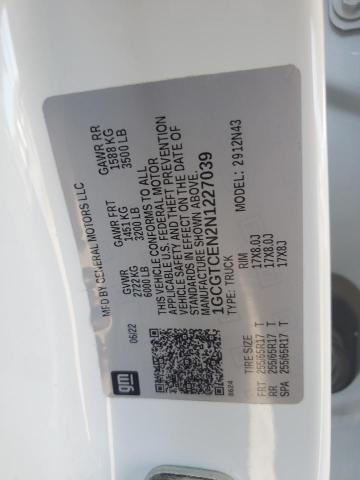 MFD BY GENERAL MOTORS LLC
06/22
GVWR
2722 KG
6000 LB
GAWR FRT
1451 KG
3200 LB
GAWR RR
1588 KG
3500 LB
THIS VEHICLE CONFORMS TO ALL
APPLICABLE U.S. FEDERAL MOTOR
VEHICLE SAFETY AND THEFT PREVENTION
STANDARDS IN EFFECT ON THE DATE OF
MANUFACTURE SHOWN ABOVE.
1GCGTCEN2N1227039
TYPE: TRUCK
MODEL: 2912N43
gm
8624
TIRE SIZE RIM
FRT 255/65R17 T 17X8.0J
RR 255/65R17 T 17X8.0J
SPA 255/65R17 T 17X8J